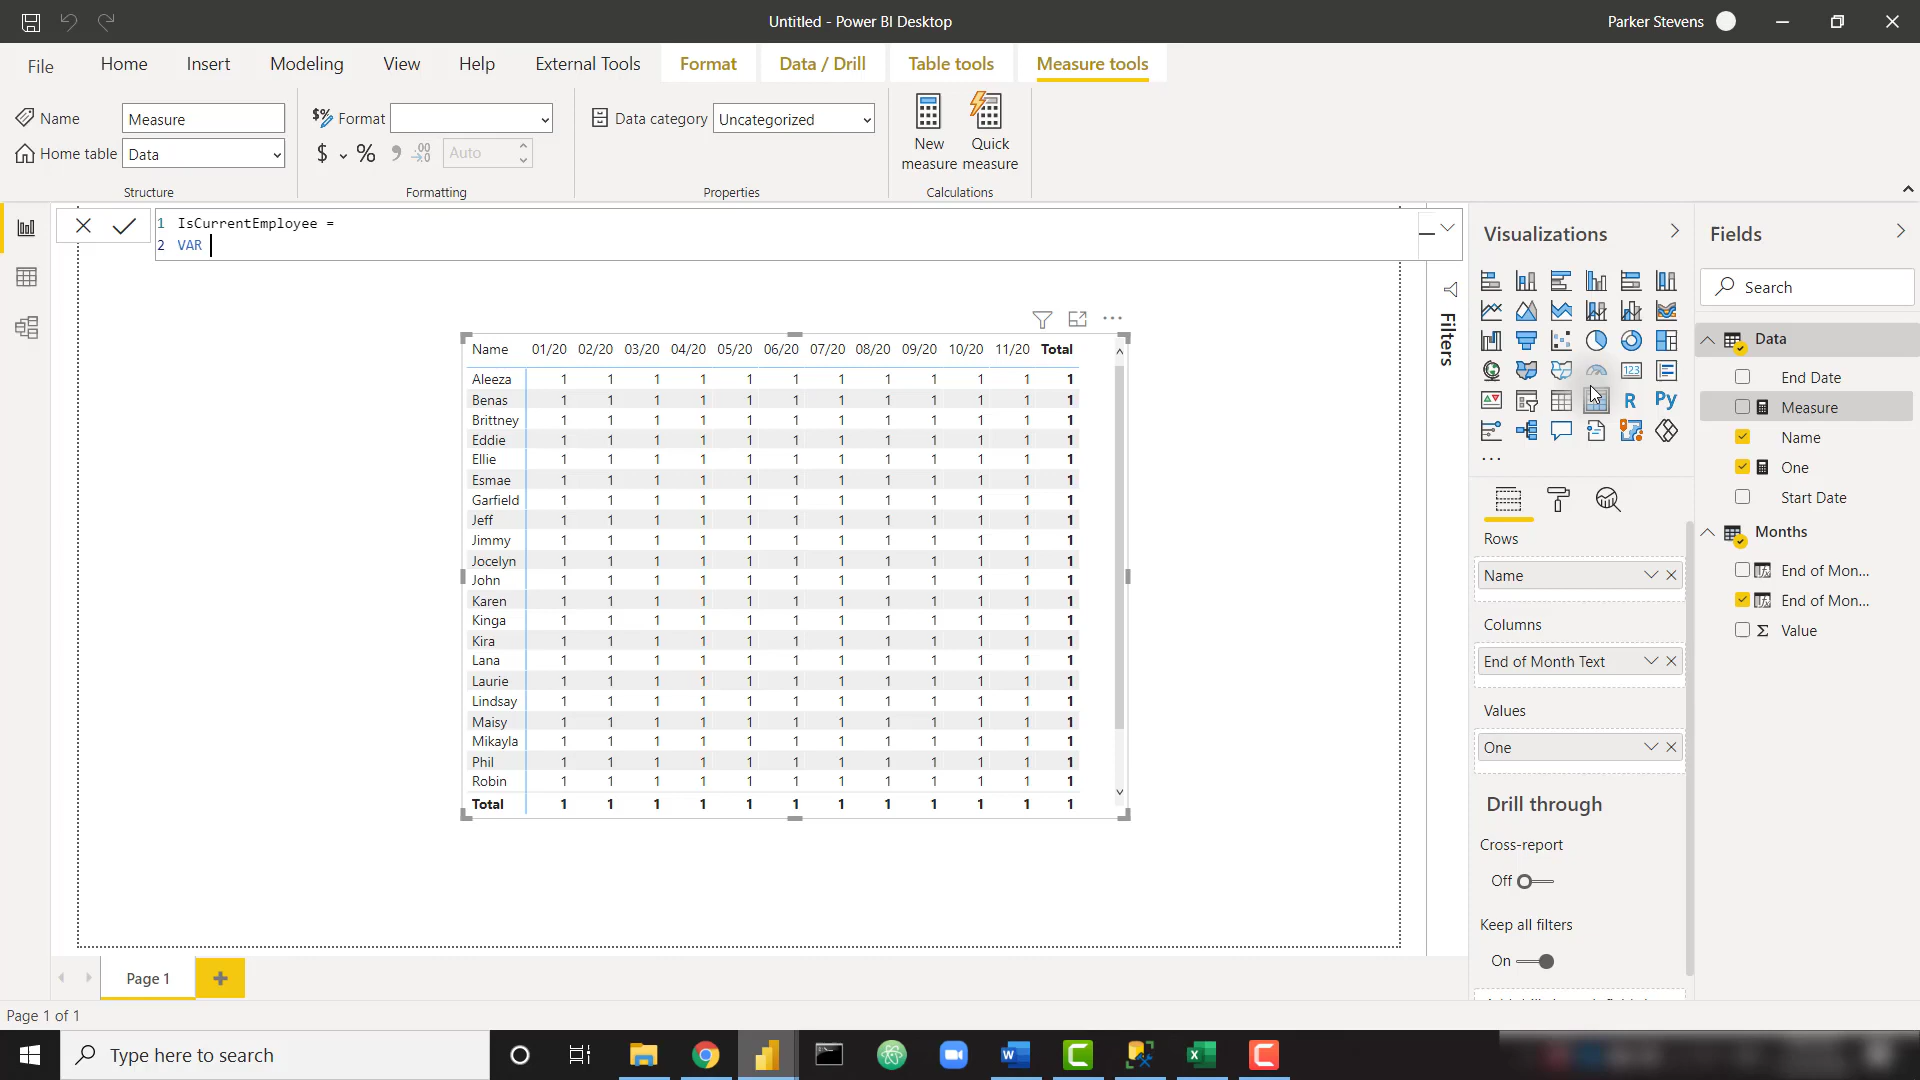 Untitled - Power BI Desktop
Parker Stevens
File Home Insert Modeling View Help External Tools Format Data / Drill Table tools Measure tools
Name Measure
Home table Data
Structure
$% Format
$ % 9 .00 Auto
Formatting
Data category Uncategorized
Properties
New measure
Quick measure
Calculations
1 IsCurrentEmployee =
2 VAR
Name 01/20 02/20 03/20 04/20 05/20 06/20 07/20 08/20 09/20 10/20 11/20 Total
Aleeza 1 1 1 1 1 1 1 1 1 1 1 1
Benas 1 1 1 1 1 1 1 1 1 1 1 1
Brittney 1 1 1 1 1 1 1 1 1 1 1 1
Eddie 1 1 1 1 1 1 1 1 1 1 1 1
Ellie 1 1 1 1 1 1 1 1 1 1 1 1
Esmae 1 1 1 1 1 1 1 1 1 1 1 1
Garfield 1 1 1 1 1 1 1 1 1 1 1 1
Jeff 1 1 1 1 1 1 1 1 1 1 1 1
Jimmy 1 1 1 1 1 1 1 1 1 1 1 1
Jocelyn 1 1 1 1 1 1 1 1 1 1 1 1
John 1 1 1 1 1 1 1 1 1 1 1 1
Karen 1 1 1 1 1 1 1 1 1 1 1 1
Kinga 1 1 1 1 1 1 1 1 1 1 1 1
Kira 1 1 1 1 1 1 1 1 1 1 1 1
Lana 1 1 1 1 1 1 1 1 1 1 1 1
Laurie 1 1 1 1 1 1 1 1 1 1 1 1
Lindsay 1 1 1 1 1 1 1 1 1 1 1 1
Maisy 1 1 1 1 1 1 1 1 1 1 1 1
Mikayla 1 1 1 1 1 1 1 1 1 1 1 1
Phil 1 1 1 1 1 1 1 1 1 1 1 1
Robin 1 1 1 1 1 1 1 1 1 1 1 1
Total 1 1 1 1 1 1 1 1 1 1 1 1
Filters
Visualizations
123
R Py
Rows
Name
Columns
End of Month Text
Values
One
Drill through
Cross-report
Off
Keep all filters
On
Fields
Search
Data
End Date
Measure
Name
One
Start Date
Months
End of Mon...
End of Mon...
Σ Value
Page 1
Page 1 of 1
Type here to search